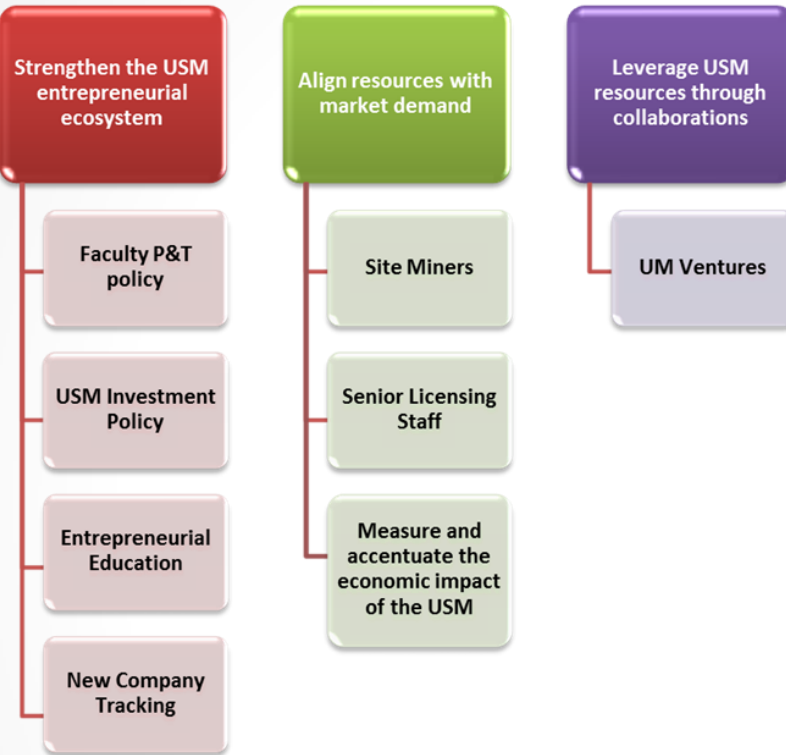 Strengthen the USM
entrepreneurial
ecosystem
Faculty P&T
policy
USM Investment
Policy
Entrepreneurial
Education
New Company
Tracking
Align resources with
market demand
Site Miners
Senior Licensing
Staff
Measure and
accentuate the
economic impact
of the USM
Leverage USM
resources through
collaborations
UM Ventures